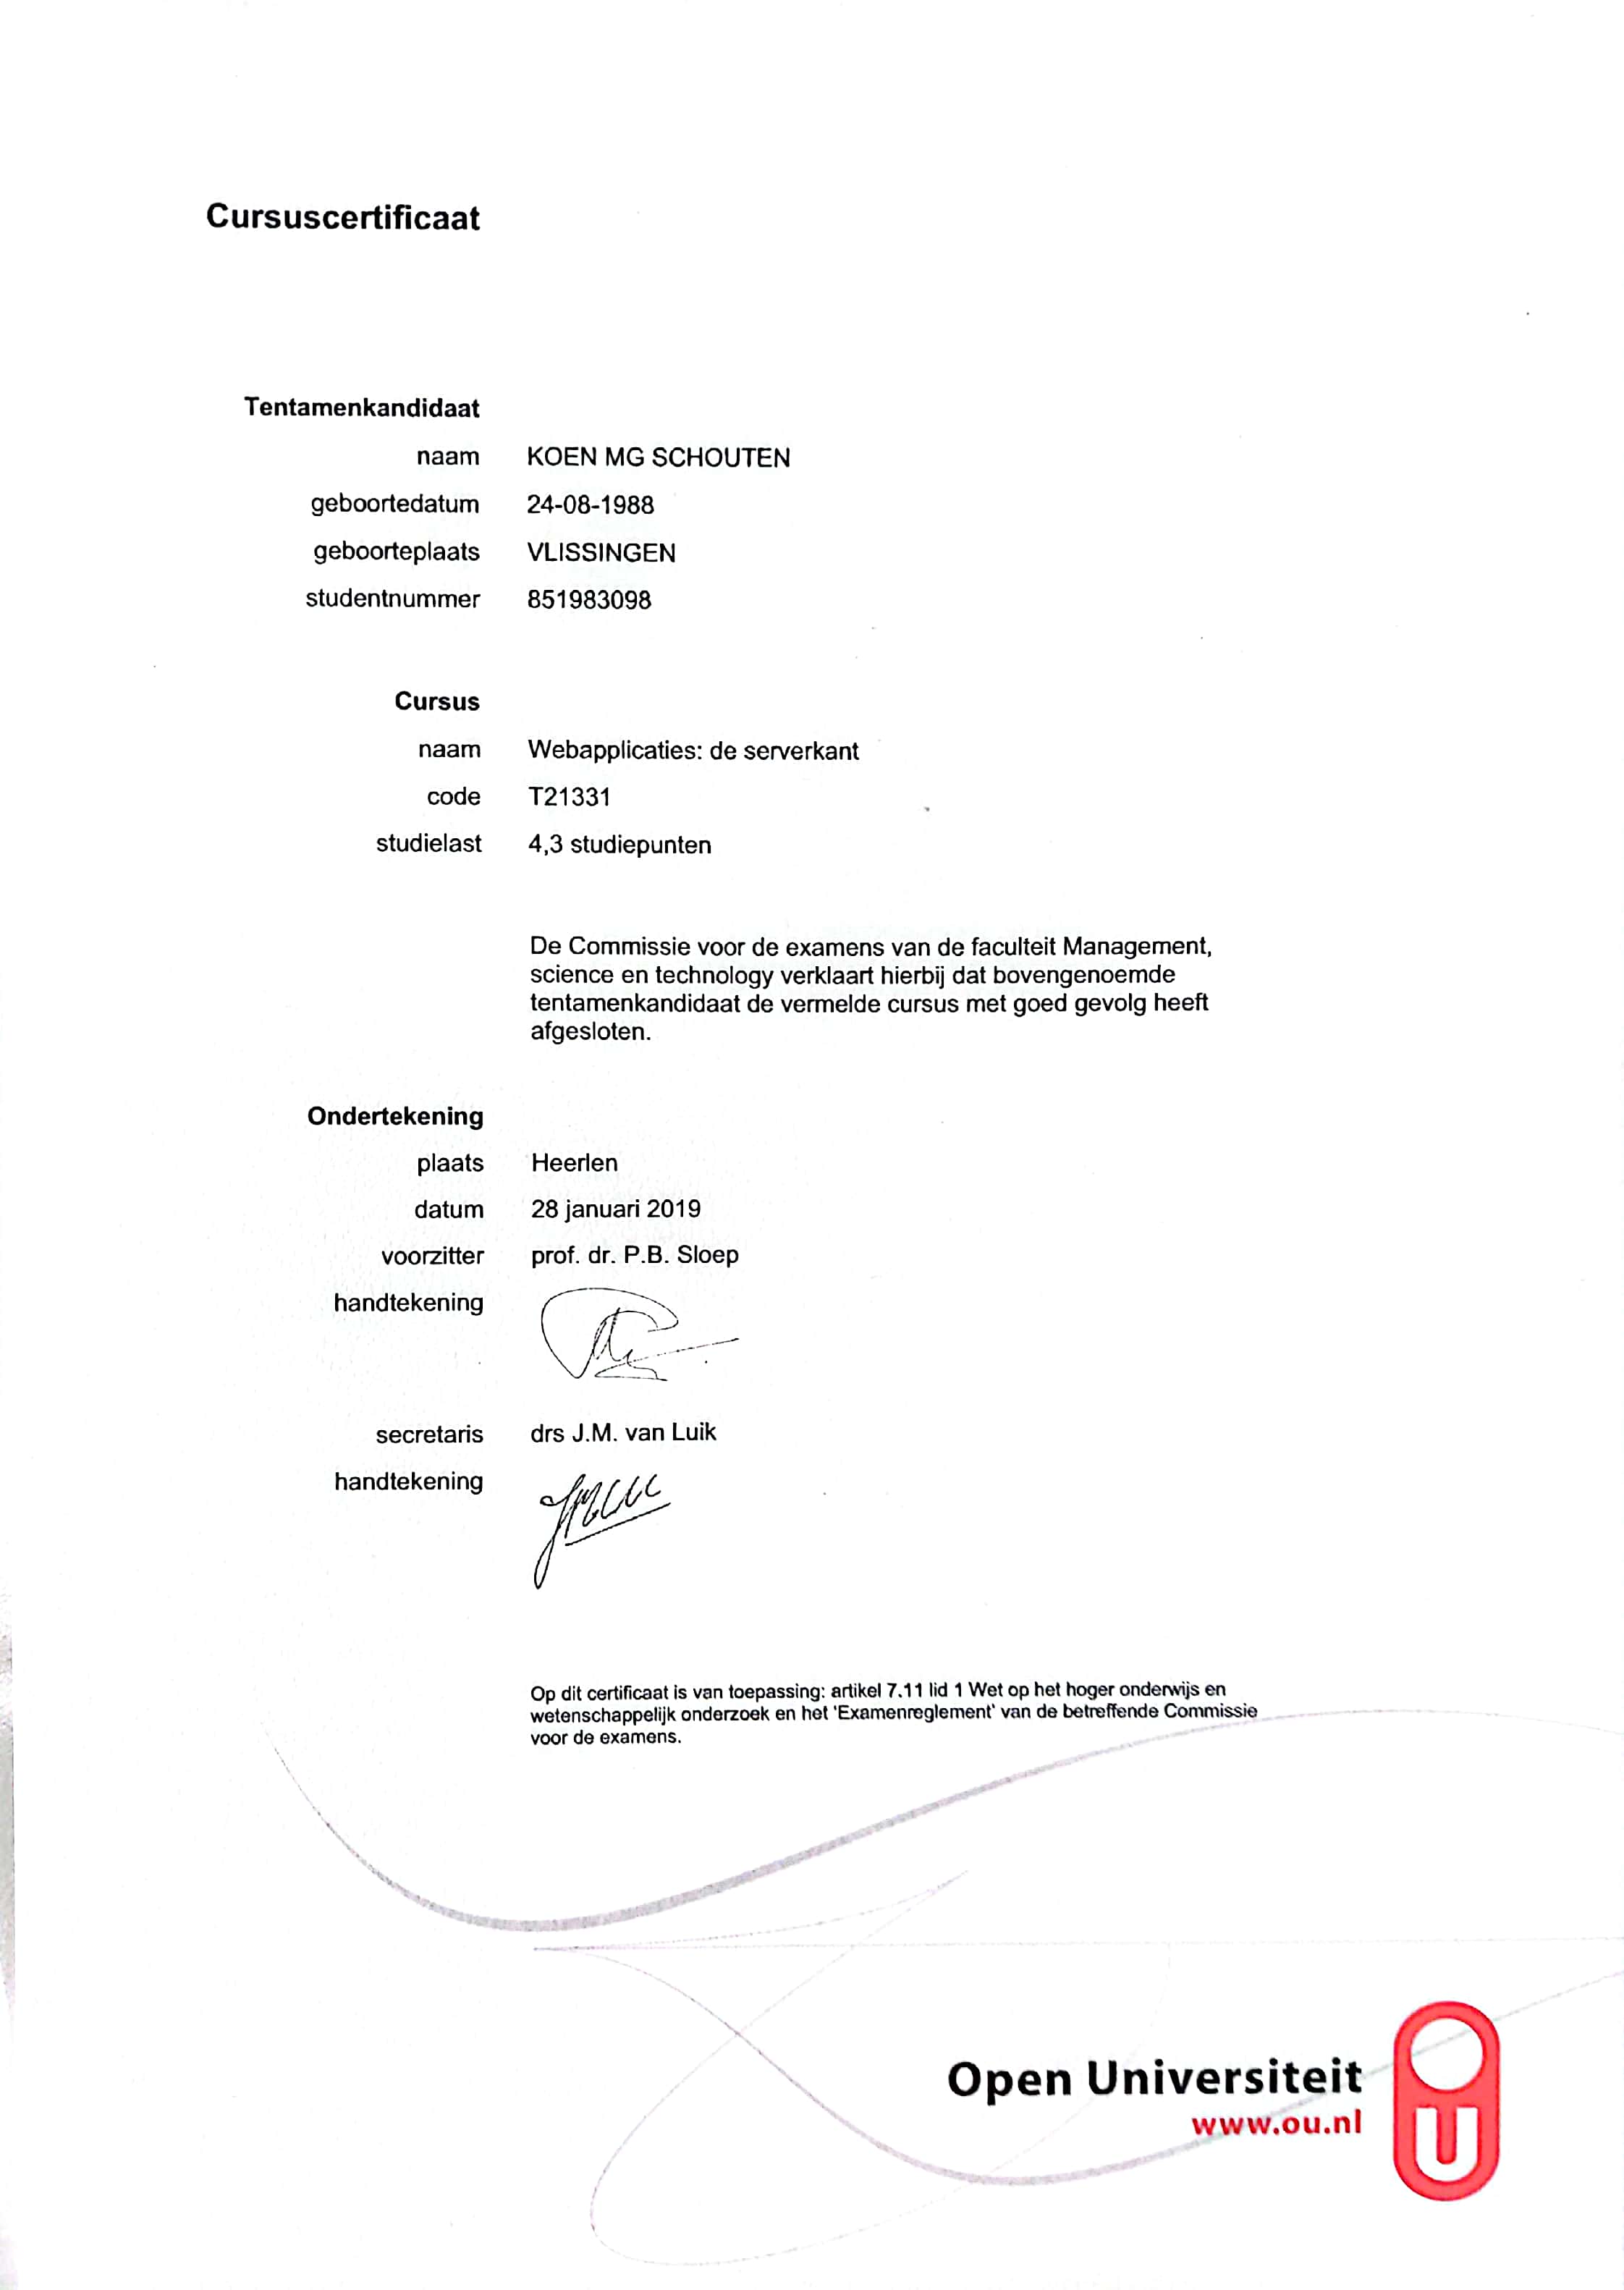 Cursuscertificaat
Tentamenkandidaat
naam KOEN MG SCHOUTEN
geboortedatum 24-08-1988
geboorteplaats VLISSINGEN
studentnummer 851983098
Cursus
naam Webapplicaties: de serverkant
code T21331
studielast 4,3 studiepunten
De Commissie voor de examens van de faculteit Management,
science en technology verklaart hierbij dat bovengenoemde
tentamenkandidaat de vermelde cursus met goed gevolg heeft
afgesloten.
Ondertekening
plaats Heerlen
datum 28 januari 2019
voorzitter prof. dr. P.B. Sloep
handtekening
secretaris drs J.M. van Luik
handtekening
Op dit certificaat is van toepassing: artikel 7.11 lid 1 Wet op het hoger onderwijs en
wetenschappelijk onderzoek en het 'Examenreglement' van de betreffende Commissie
voor de examens.
Open Universiteit
www.ou.nl